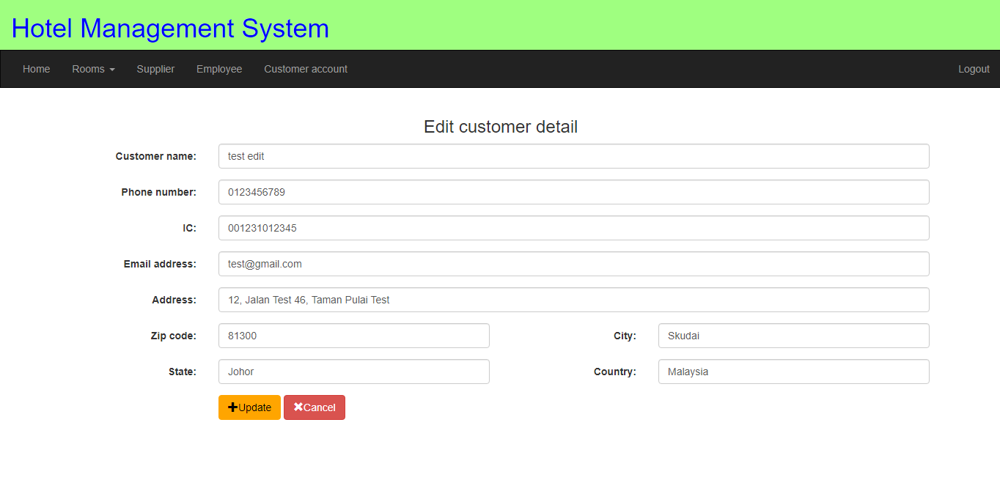 Hotel Management System
Home Rooms Supplier Employee Customer account Logout
Edit customer detail
Customer name: test edit
Phone number: 0123456789
IC: 001231012345
Email address: test@gmail.com
Address: 12, Jalan Test 46, Taman Pulai Test
Zip code: 81300 City: Skudai
State: Johor Country: Malaysia
Update Cancel